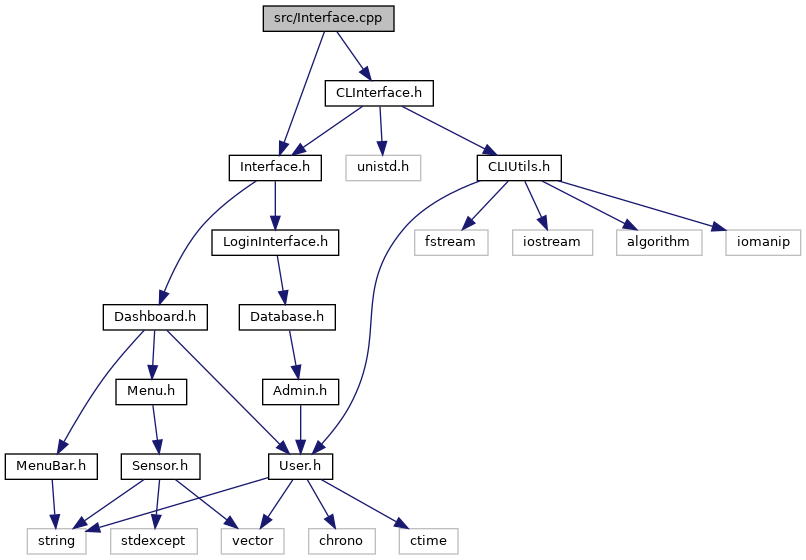 src/Interface.cpp
CLInterface.h
Interface.h
unistd.h
CLIUtils.h
LoginInterface.h
fstream
iostream
algorithm
iomanip
Dashboard.h
Database.h
Menu.h
Admin.h
MenuBar.h
Sensor.h
User.h
string
stdexcept
vector
chrono
ctime